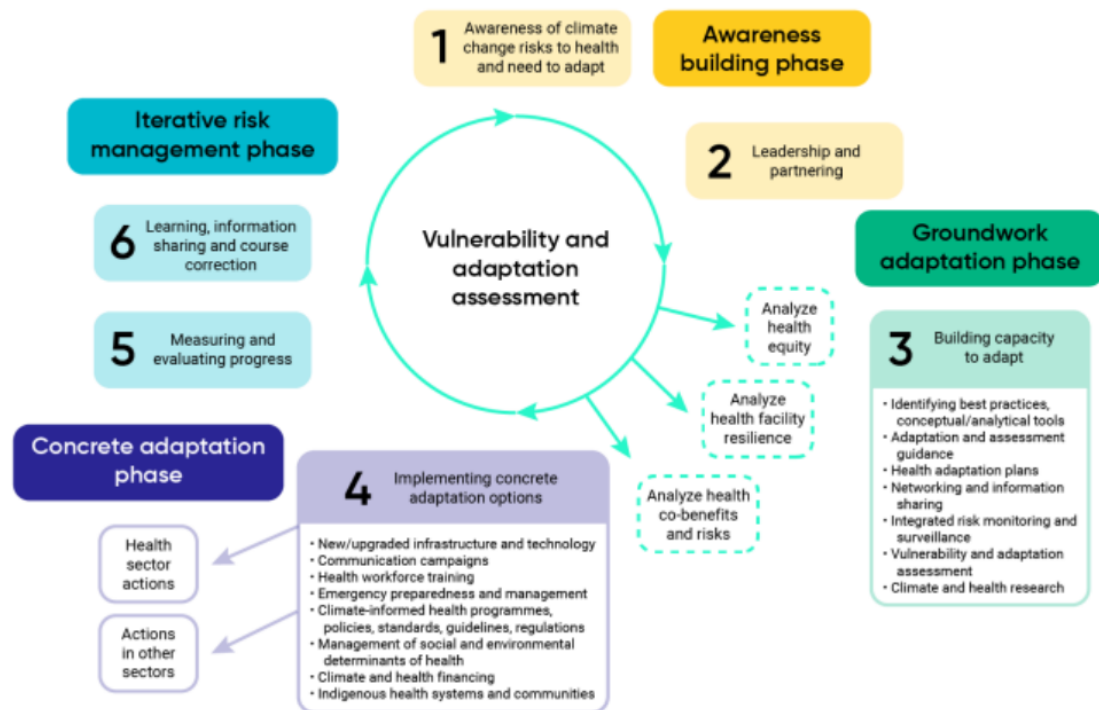 1
Awareness of climate
change risks to health
and need to adapt
Awareness
building phase
2
Leadership and
partnering
Groundwork
adaptation phase
3
Building capacity
to adapt
• Identifying best practices,
conceptual/analytical tools
• Adaptation and assessment
guidance
• Health adaptation plans
• Networking and information
sharing
• Integrated risk monitoring and
surveillance
• Vulnerability and adaptation
assessment
• Climate and health research
Vulnerability and
adaptation
assessment
Analyze
health
equity
Analyze
health facility
resilience
Analyze health
co-benefits
and risks
Concrete adaptation
phase
4
Implementing concrete
adaptation options
• New/upgraded infrastructure and technology
• Communication campaigns
• Health workforce training
• Emergency preparedness and management
• Climate-informed health programmes,
policies, standards, guidelines, regulations
• Management of social and environmental
determinants of health
• Climate and health financing
• Indigenous health systems and communities
Health
sector
actions
Actions
in other
sectors
Iterative risk
management phase
6
Learning, information
sharing and course
correction
5
Measuring and
evaluating progress